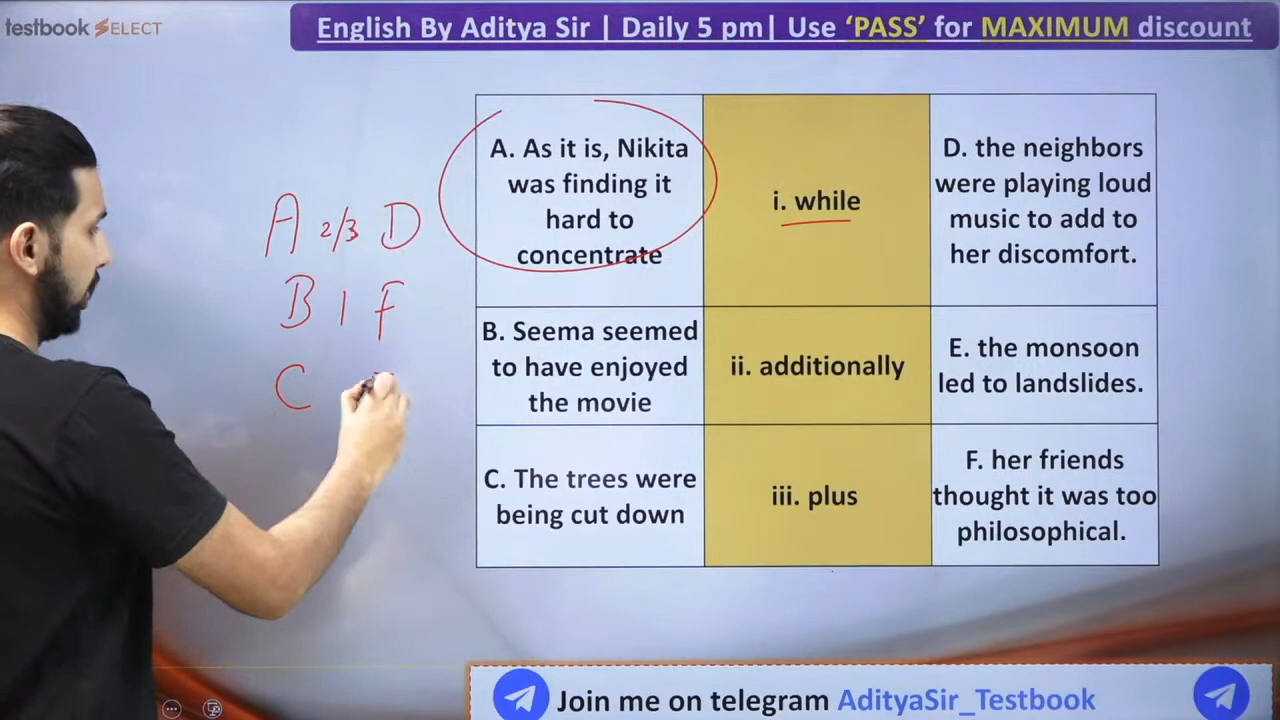 testbook SELECT
English By Aditya Sir | Daily 5 pm| Use ‘PASS’ for MAXIMUM discount
A. As it is, Nikita
was finding it
hard to
concentrate
i. while
D. the neighbors
were playing loud
music to add to
her discomfort.
B. Seema seemed
to have enjoyed
the movie
ii. additionally
E. the monsoon
led to landslides.
C. The trees were
being cut down
iii. plus
F. her friends
thought it was too
philosophical.
A 2/3 D
B 1 F
C
Join me on telegram AdityaSir_Testbook